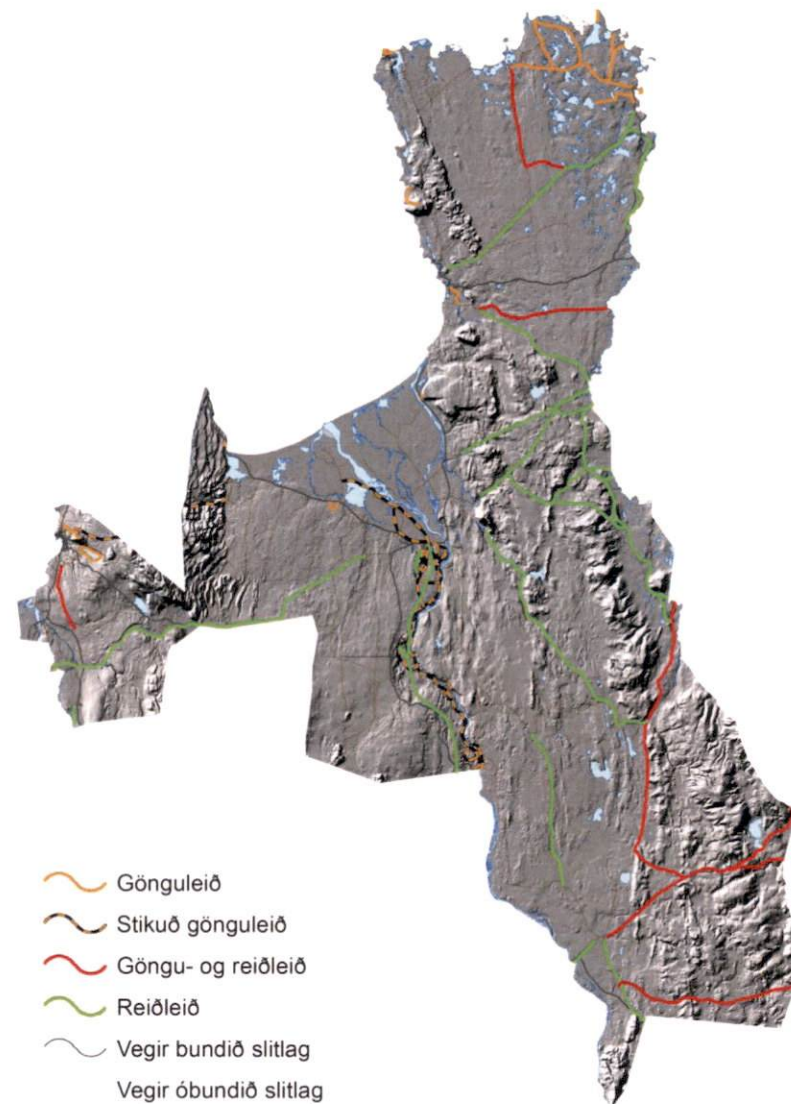 Gönguleið
Stikuð gönguleið
Göngu- og reiðleið
Reiðleið
Vegir bundið slitlag
Vegir óbundið slitlag